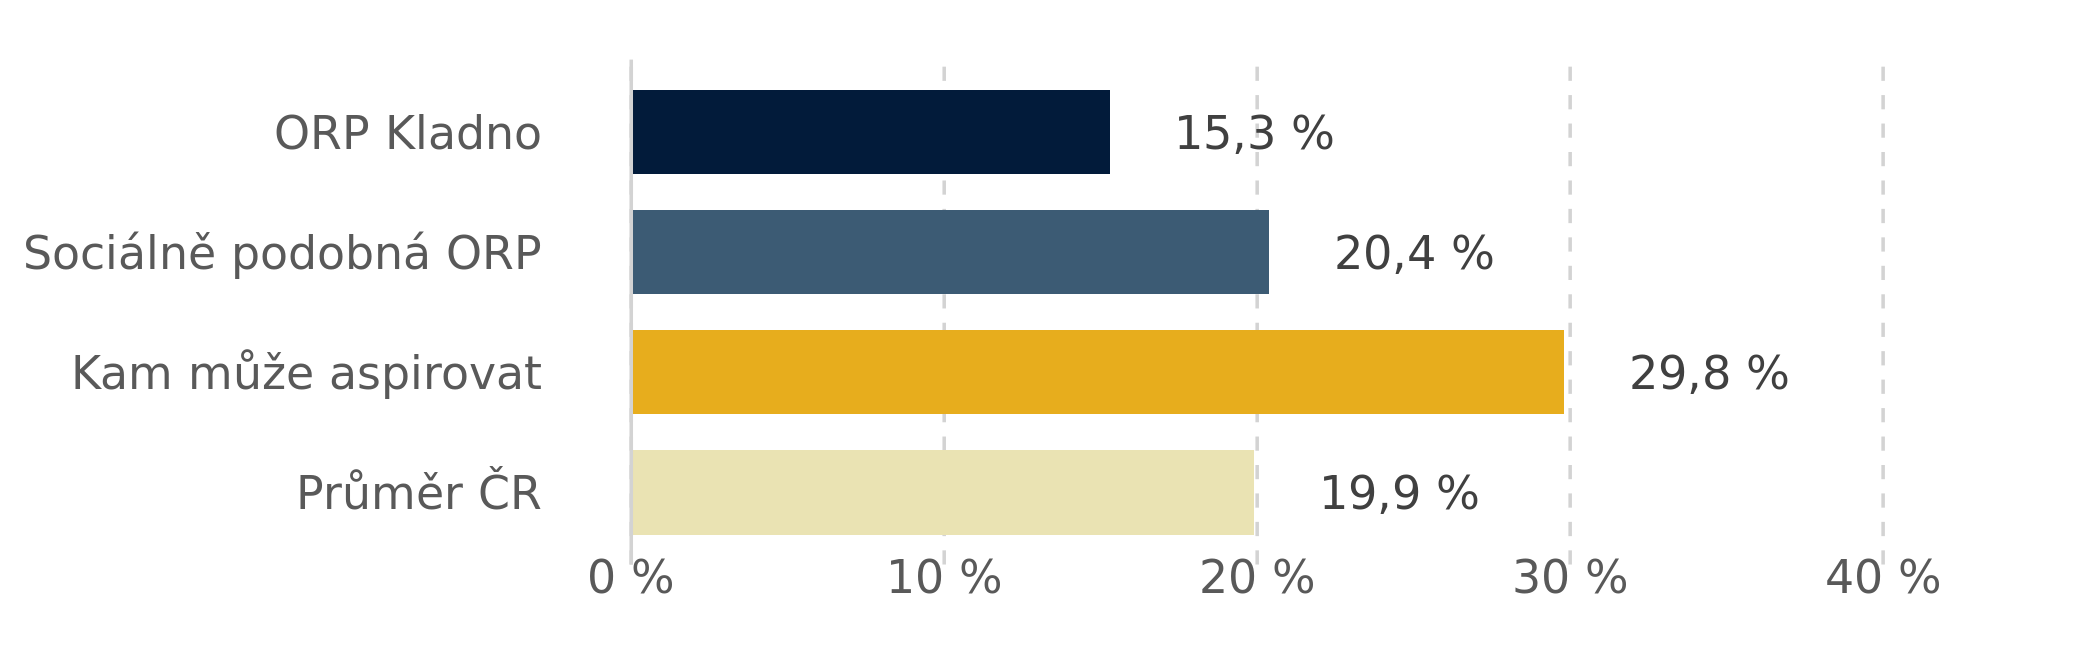 ORP Kladno 15,3 %
Sociálně podobná ORP 20,4 %
Kam může aspirovat 29,8 %
Průměr ČR 19,9 %
0 % 10 % 20 % 30 % 40 %